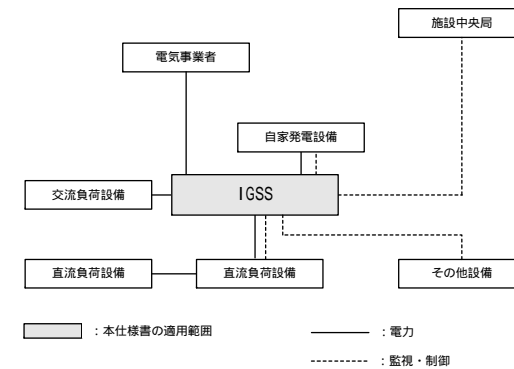 施設中央局
電気事業者
自家発電設備
交流負荷設備
IGSS
直流負荷設備
直流負荷設備
その他設備
：本仕様書の適用範囲
：電力
：監視・制御